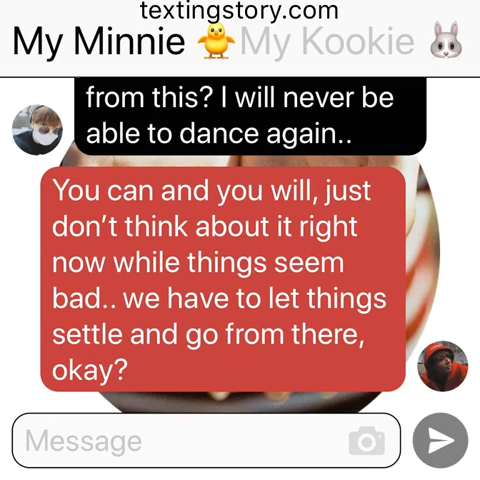 textingstory.com
My Minnie 🐥 My Kookie 🐰
from this? I will never be
able to dance again..
You can and you will, just
don’t think about it right
now while things seem
bad.. we have to let things
settle and go from there,
okay?
Message